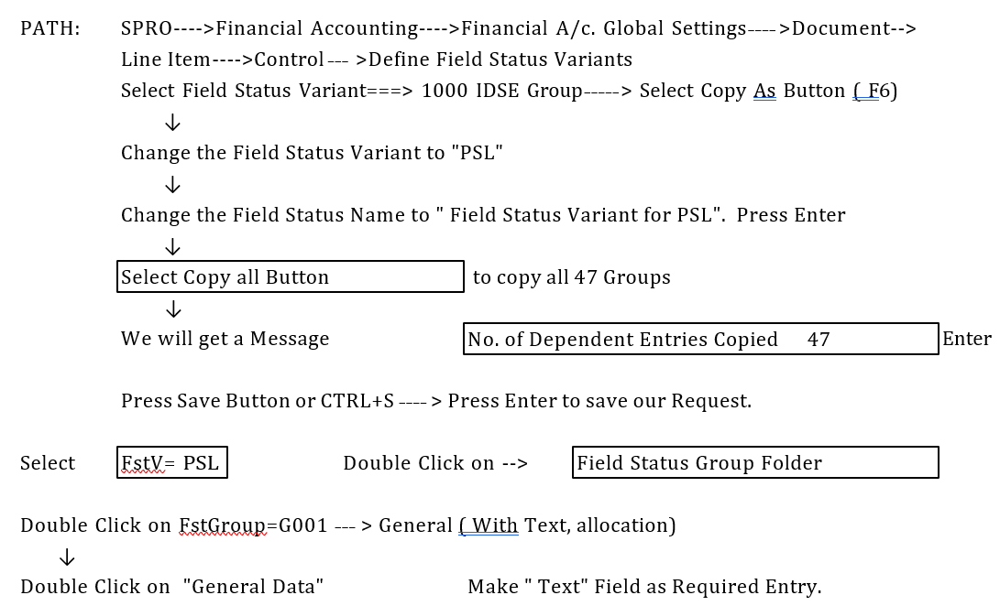 PATH: SPRO---->Financial Accounting---->Financial A/c. Global Settings---->Document-->
Line Item---->Control--- >Define Field Status Variants
Select Field Status Variant===> 1000 IDSE Group-----> Select Copy As Button ( F6)
↓
Change the Field Status Variant to "PSL"
↓
Change the Field Status Name to " Field Status Variant for PSL". Press Enter
↓
Select Copy all Button to copy all 47 Groups
↓
We will get a Message No. of Dependent Entries Copied 47 Enter
Press Save Button or CTRL+S ---- > Press Enter to save our Request.
Select FstV= PSL Double Click on --> Field Status Group Folder
Double Click on FstGroup=G001 --- > General ( With Text, allocation)
↓
Double Click on "General Data" Make " Text" Field as Required Entry.